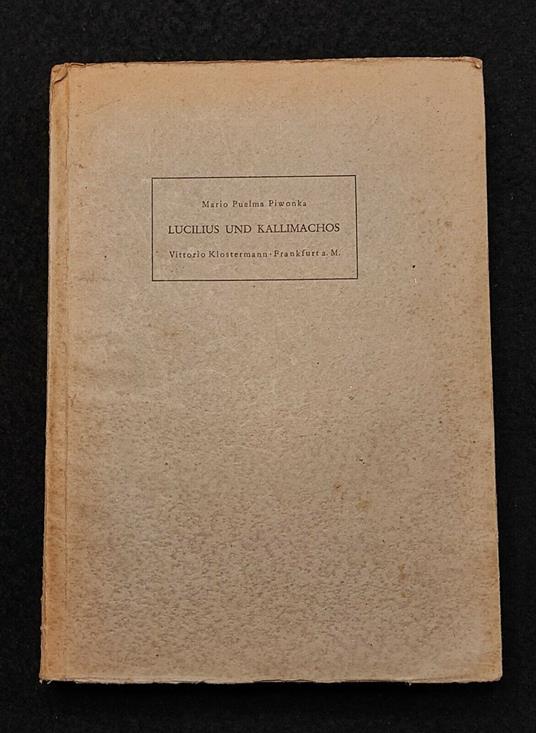 Mario Puelma Piwonka
LUCILIUS UND KALLIMACHOS
Vittorio Klostermann · Frankfurt a. M.